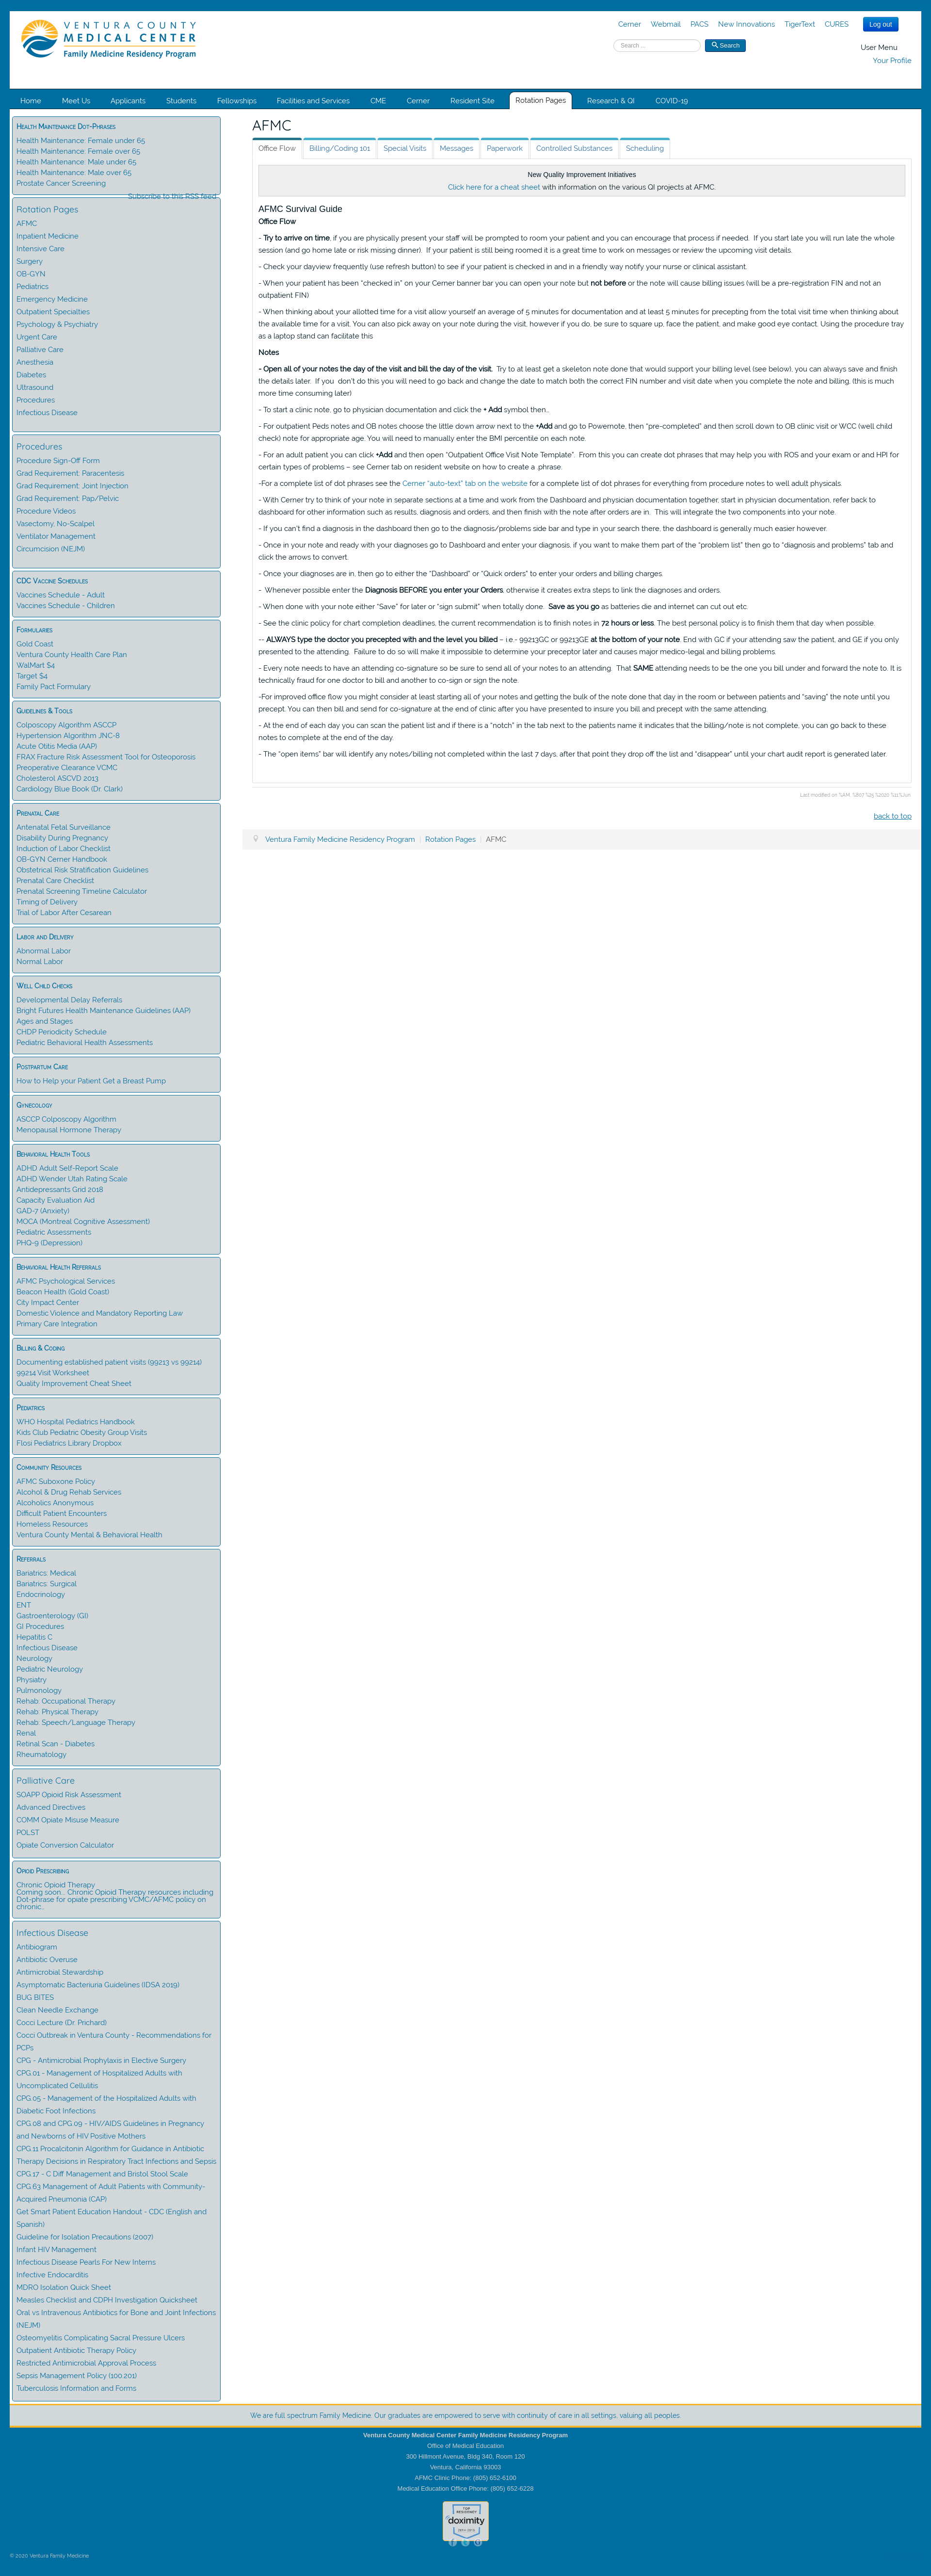 VENTURA COUNTY
MEDICAL CENTER
Family Medicine Residency Program
Cerner Webmail PACS New Innovations TigerText CURES
Log out
Search ...
Search
User Menu
Your Profile
Home Meet Us Applicants Students Fellowships Facilities and Services CME Cerner Resident Site Rotation Pages Research & QI COVID-19
Health Maintenance Dot-Phrases
Health Maintenance: Female under 65
Health Maintenance: Female over 65
Health Maintenance: Male under 65
Health Maintenance: Male over 65
Prostate Cancer Screening
Subscribe to this RSS feed
Rotation Pages
AFMC
Inpatient Medicine
Intensive Care
Surgery
OB-GYN
Pediatrics
Emergency Medicine
Outpatient Specialties
Psychology & Psychiatry
Urgent Care
Palliative Care
Anesthesia
Diabetes
Ultrasound
Procedures
Infectious Disease
Procedures
Procedure Sign-Off Form
Grad Requirement: Paracentesis
Grad Requirement: Joint Injection
Grad Requirement: Pap/Pelvic
Procedure Videos
Vasectomy, No-Scalpel
Ventilator Management
Circumcision (NEJM)
CDC Vaccine Schedules
Vaccines Schedule - Adult
Vaccines Schedule - Children
Formularies
Gold Coast
Ventura County Health Care Plan
WalMart $4
Target $4
Family Pact Formulary
Guidelines & Tools
Colposcopy Algorithm ASCCP
Hypertension Algorithm JNC-8
Acute Otitis Media (AAP)
FRAX Fracture Risk Assessment Tool for Osteoporosis
Preoperative Clearance VCMC
Cholesterol ASCVD 2013
Cardiology Blue Book (Dr. Clark)
Prenatal Care
Antenatal Fetal Surveillance
Disability During Pregnancy
Induction of Labor Checklist
OB-GYN Cerner Handbook
Obstetrical Risk Stratification Guidelines
Prenatal Care Checklist
Prenatal Screening Timeline Calculator
Timing of Delivery
Trial of Labor After Cesarean
Labor and Delivery
Abnormal Labor
Normal Labor
Well Child Checks
Developmental Delay Referrals
Bright Futures Health Maintenance Guidelines (AAP)
Ages and Stages
CHDP Periodicity Schedule
Pediatric Behavioral Health Assessments
Postpartum Care
How to Help your Patient Get a Breast Pump
Gynecology
ASCCP Colposcopy Algorithm
Menopausal Hormone Therapy
Behavioral Health Tools
ADHD Adult Self-Report Scale
ADHD Wender Utah Rating Scale
Antidepressants Grid 2018
Capacity Evaluation Aid
GAD-7 (Anxiety)
MOCA (Montreal Cognitive Assessment)
Pediatric Assessments
PHQ-9 (Depression)
Behavioral Health Referrals
AFMC Psychological Services
Beacon Health (Gold Coast)
City Impact Center
Domestic Violence and Mandatory Reporting Law
Primary Care Integration
Billing & Coding
Documenting established patient visits (99213 vs 99214)
99214 Visit Worksheet
Quality Improvement Cheat Sheet
Pediatrics
WHO Hospital Pediatrics Handbook
Kids Club Pediatric Obesity Group Visits
Flosi Pediatrics Library Dropbox
Community Resources
AFMC Suboxone Policy
Alcohol & Drug Rehab Services
Alcoholics Anonymous
Difficult Patient Encounters
Homeless Resources
Ventura County Mental & Behavioral Health
Referrals
Bariatrics: Medical
Bariatrics: Surgical
Endocrinology
ENT
Gastroenterology (GI)
GI Procedures
Hepatitis C
Infectious Disease
Neurology
Pediatric Neurology
Physiatry
Pulmonology
Rehab: Occupational Therapy
Rehab: Physical Therapy
Rehab: Speech/Language Therapy
Renal
Retinal Scan - Diabetes
Rheumatology
Palliative Care
SOAPP Opioid Risk Assessment
Advanced Directives
COMM Opiate Misuse Measure
POLST
Opiate Conversion Calculator
Opioid Prescribing
Chronic Opioid Therapy
Coming soon... Chronic Opioid Therapy resources including
Dot-phrase for opiate prescribing VCMC/AFMC policy on
chronic...
Infectious Disease
Antibiogram
Antibiotic Overuse
Antimicrobial Stewardship
Asymptomatic Bacteriuria Guidelines (IDSA 2019)
BUG BITES
Clean Needle Exchange
Cocci Lecture (Dr. Prichard)
Cocci Outbreak in Ventura County - Recommendations for
PCPs
CPG - Antimicrobial Prophylaxis in Elective Surgery
CPG.01 - Management of Hospitalized Adults with
Uncomplicated Cellulitis
CPG.05 - Management of the Hospitalized Adults with
Diabetic Foot Infections
CPG.08 and CPG.09 - HIV/AIDS Guidelines in Pregnancy
and Newborns of HIV Positive Mothers
CPG.11 Procalcitonin Algorithm for Guidance in Antibiotic
Therapy Decisions in Respiratory Tract Infections and Sepsis
CPG.17 - C Diff Management and Bristol Stool Scale
CPG.63 Management of Adult Patients with Community-
Acquired Pneumonia (CAP)
Get Smart Patient Education Handout - CDC (English and
Spanish)
Guideline for Isolation Precautions (2007)
Infant HIV Management
Infectious Disease Pearls For New Interns
Infective Endocarditis
MDRO Isolation Quick Sheet
Measles Checklist and CDPH Investigation Quicksheet
Oral vs Intravenous Antibiotics for Bone and Joint Infections
(NEJM)
Osteomyelitis Complicating Sacral Pressure Ulcers
Outpatient Antibiotic Therapy Policy
Restricted Antimicrobial Approval Process
Sepsis Management Policy (100.201)
Tuberculosis Information and Forms
AFMC
Office Flow Billing/Coding 101 Special Visits Messages Paperwork Controlled Substances Scheduling
New Quality Improvement Initiatives
Click here for a cheat sheet with information on the various QI projects at AFMC.
AFMC Survival Guide
Office Flow
- Try to arrive on time, if you are physically present your staff will be prompted to room your patient and you can encourage that process if needed. If you start late you will run late the whole
session (and go home late or risk missing dinner). If your patient is still being roomed it is a great time to work on messages or review the upcoming visit details.
- Check your dayview frequently (use refresh button) to see if your patient is checked in and in a friendly way notify your nurse or clinical assistant.
- When your patient has been "checked in" on your Cerner banner bar you can open your note but not before or the note will cause billing issues (will be a pre-registration FIN and not an
outpatient FIN)
- When thinking about your allotted time for a visit allow yourself an average of 5 minutes for documentation and at least 5 minutes for precepting from the total visit time when thinking about
the available time for a visit. You can also pick away on your note during the visit, however if you do, be sure to square up, face the patient, and make good eye contact. Using the procedure tray
as a laptop stand can facilitate this
Notes
- Open all of your notes the day of the visit and bill the day of the visit. Try to at least get a skeleton note done that would support your billing level (see below), you can always save and finish
the details later. If you don't do this you will need to go back and change the date to match both the correct FIN number and visit date when you complete the note and billing, (this is much
more time consuming later)
- To start a clinic note, go to physician documentation and click the + Add symbol then...
- For outpatient Peds notes and OB notes choose the little down arrow next to the +Add and go to Powernote, then "pre-completed" and then scroll down to OB clinic visit or WCC (well child
check) note for appropriate age. You will need to manually enter the BMI percentile on each note.
- For an adult patient you can click +Add and then open "Outpatient Office Visit Note Template". From this you can create dot phrases that may help you with ROS and your exam or and HPI for
certain types of problems – see Cerner tab on resident website on how to create a .phrase.
-For a complete list of dot phrases see the Cerner "auto-text" tab on the website for a complete list of dot phrases for everything from procedure notes to well adult physicals.
- With Cerner try to think of your note in separate sections at a time and work from the Dashboard and physician documentation together, start in physician documentation, refer back to
dashboard for other information such as results, diagnosis and orders, and then finish with the note after orders are in. This will integrate the two components into your note.
- If you can't find a diagnosis in the dashboard then go to the diagnosis/problems side bar and type in your search there, the dashboard is generally much easier however.
- Once in your note and ready with your diagnoses go to Dashboard and enter your diagnosis, if you want to make them part of the "problem list" then go to "diagnosis and problems" tab and
click the arrows to convert.
- Once your diagnoses are in, then go to either the "Dashboard" or "Quick orders" to enter your orders and billing charges.
- Whenever possible enter the Diagnosis BEFORE you enter your Orders, otherwise it creates extra steps to link the diagnoses and orders.
- When done with your note either "Save" for later or "sign submit" when totally done. Save as you go as batteries die and internet can cut out etc.
- See the clinic policy for chart completion deadlines, the current recommendation is to finish notes in 72 hours or less. The best personal policy is to finish them that day when possible.
-- ALWAYS type the doctor you precepted with and the level you billed – i.e.- 99213GC or 99213GE at the bottom of your note. End with GC if your attending saw the patient, and GE if you only
presented to the attending. Failure to do so will make it impossible to determine your preceptor later and causes major medico-legal and billing problems.
- Every note needs to have an attending co-signature so be sure to send all of your notes to an attending. That SAME attending needs to be the one you bill under and forward the note to. It is
technically fraud for one doctor to bill and another to co-sign or sign the note.
-For improved office flow you might consider at least starting all of your notes and getting the bulk of the note done that day in the room or between patients and "saving" the note until you
precept. You can then bill and send for co-signature at the end of clinic after you have presented to insure you bill and precept with the same attending.
- At the end of each day you can scan the patient list and if there is a "notch" in the tab next to the patients name it indicates that the billing/note is not complete, you can go back to these
notes to complete at the end of the day.
- The "open items" bar will identify any notes/billing not completed within the last 7 days, after that point they drop off the list and "disappear" until your chart audit report is generated later.
back to top
Ventura Family Medicine Residency Program | Rotation Pages | AFMC
We are full spectrum Family Medicine. Our graduates are empowered to serve with continuity of care in all settings, valuing all peoples.
Ventura County Medical Center Family Medicine Residency Program
Office of Medical Education
300 Hillmont Avenue, Bldg 340, Room 120
Ventura, California 93003
AFMC Clinic Phone: (805) 652-6100
Medical Education Office Phone: (805) 652-6228
TOP
RESIDENCY
doximity
© 2020 Ventura Family Medicine